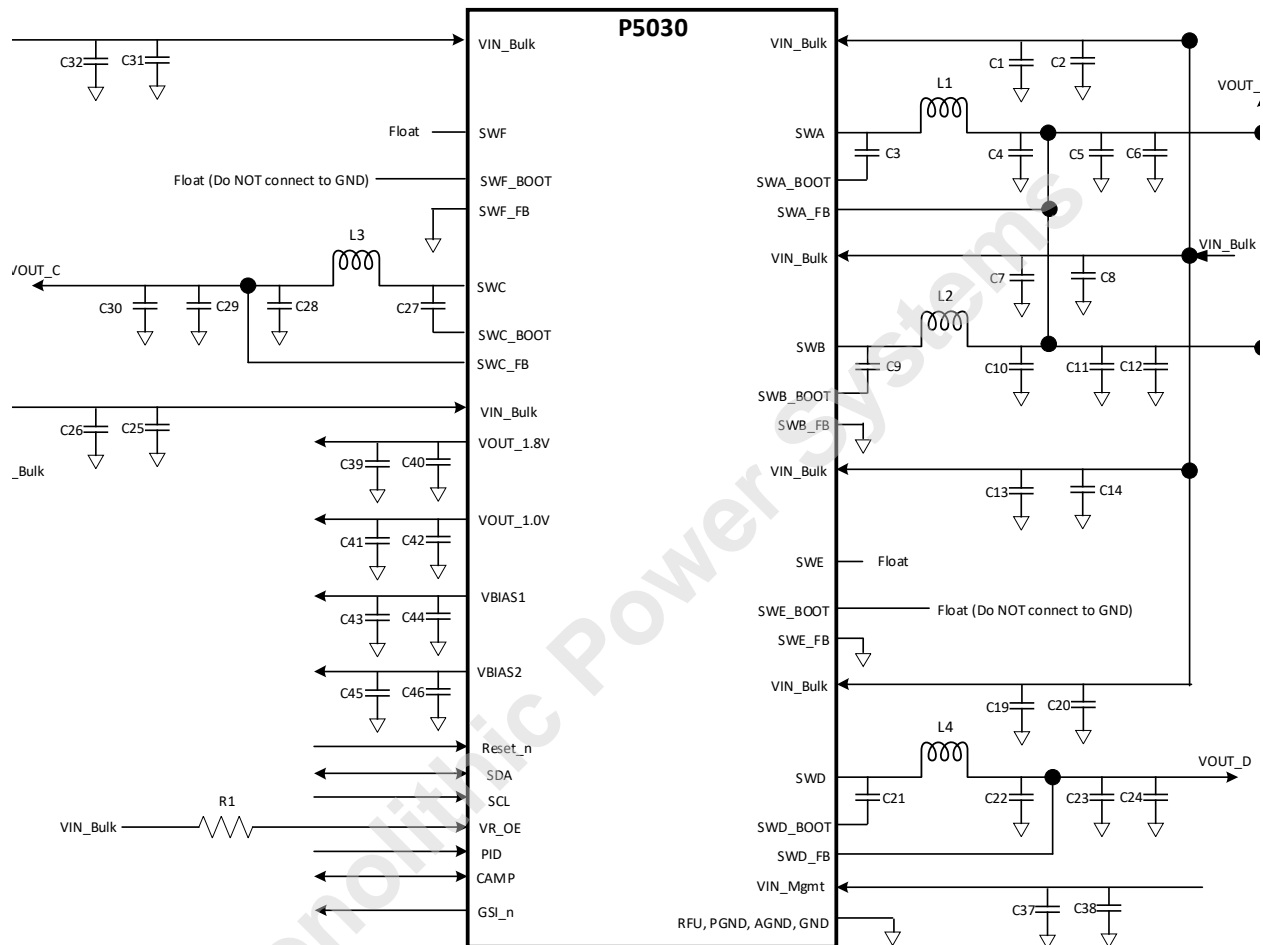 P5030
VIN_Bulk
C32
C31
Float
SWF
Float (Do NOT connect to GND)
SWF_BOOT
SWF_FB
L3
VOUT_C
SWC
C30
C29
C28
C27
SWC_BOOT
SWC_FB
VIN_Bulk
C26
C25
_Bulk
VOUT_1.8V
C39
C40
VOUT_1.0V
C41
C42
VBIAS1
C43
C44
VBIAS2
C45
C46
Reset_n
SDA
SCL
R1
VIN_Bulk
VR_OE
PID
CAMP
GSI_n
VIN_Bulk
C1
C2
L1
VOUT_
SWA
C3
C4
C5
C6
SWA_BOOT
SWA_FB
VIN_Bulk
VIN_Bulk
C7
C8
L2
SWB
C9
C10
C11
C12
SWB_BOOT
SWB_FB
VIN_Bulk
C13
C14
SWE
Float
SWE_BOOT
Float (Do NOT connect to GND)
SWE_FB
VIN_Bulk
C19
C20
L4
SWD
VOUT_D
C21
C22
C23
C24
SWD_BOOT
SWD_FB
VIN_Mgmt
C37
C38
RFU, PGND, AGND, GND
nolithic Power Systems